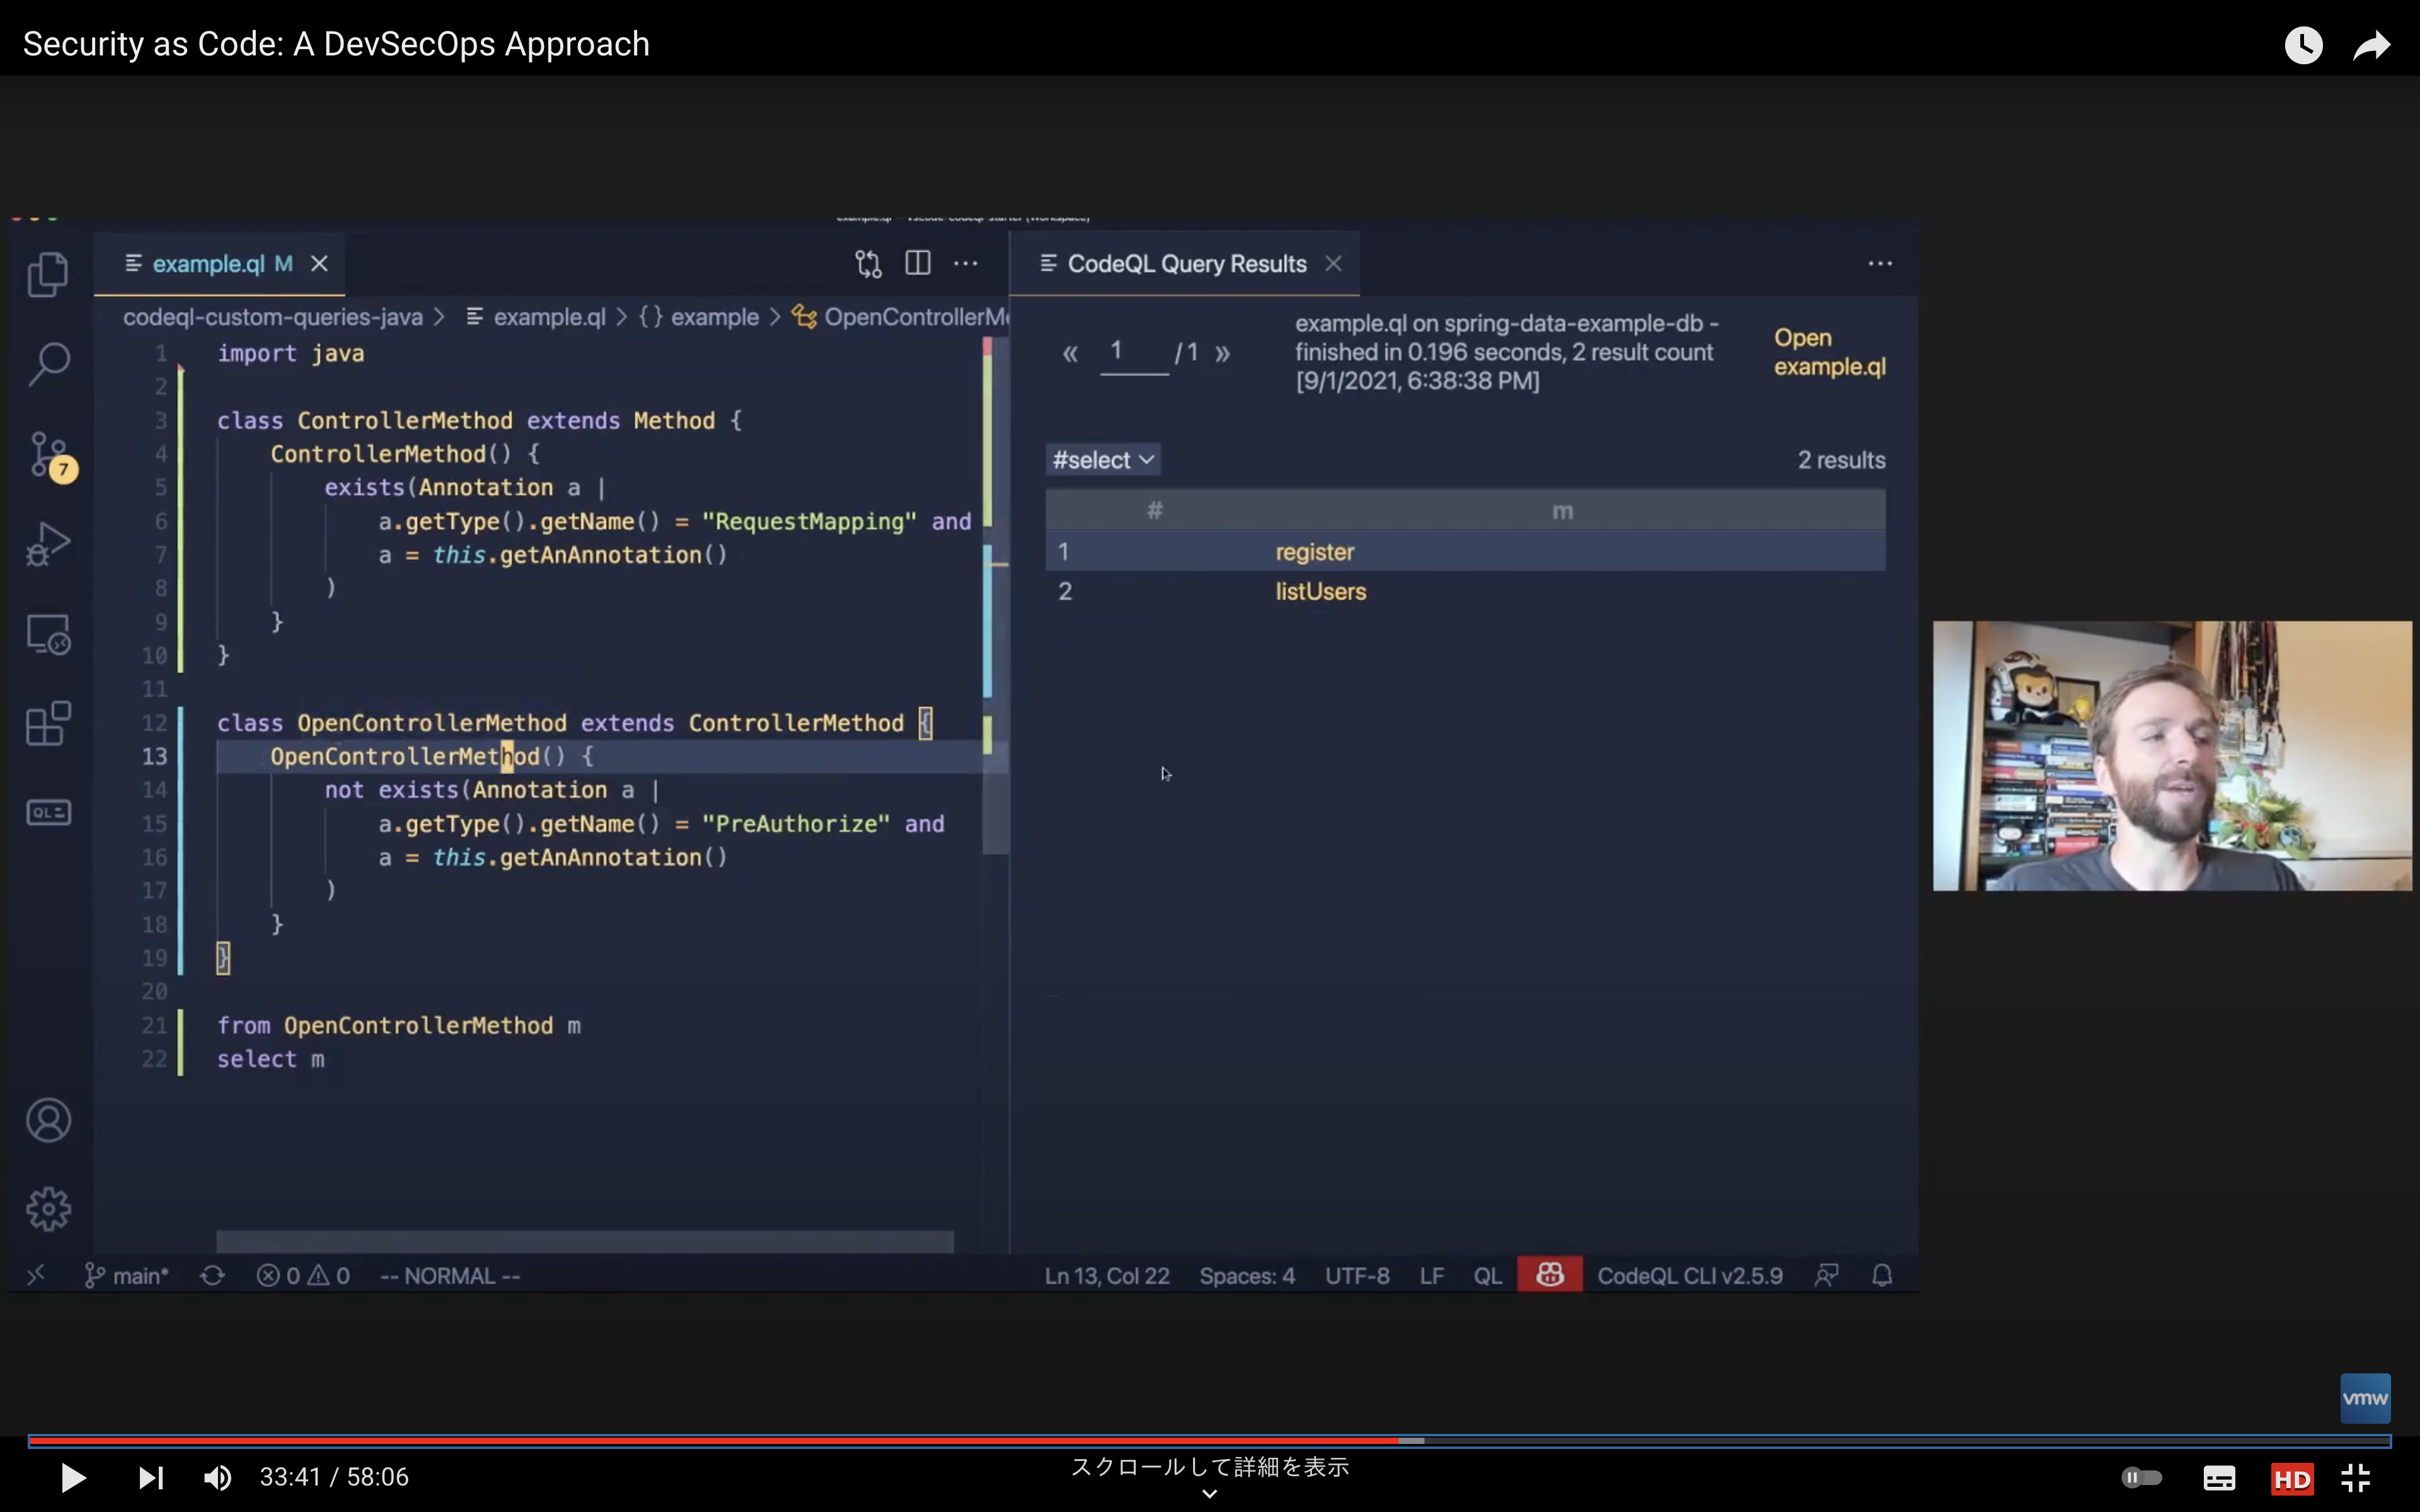 Security as Code: A DevSecOps Approach
example.ql — vscode-codeql-starter (Workspace)
example.ql M
CodeQL Query Results
codeql-custom-queries-java > example.ql > {} example > OpenControllerMe
1 import java
2
3 class ControllerMethod extends Method {
4 ControllerMethod() {
5 exists(Annotation a |
6 a.getType().getName() = "RequestMapping" and
7 a = this.getAnAnnotation()
8 )
9 }
10 }
11
12 class OpenControllerMethod extends ControllerMethod {
13 OpenControllerMethod() {
14 not exists(Annotation a |
15 a.getType().getName() = "PreAuthorize" and
16 a = this.getAnAnnotation()
17 )
18 }
19 }
20
21 from OpenControllerMethod m
22 select m
« 1 / 1 »
example.ql on spring-data-example-db -
finished in 0.196 seconds, 2 result count
[9/1/2021, 6:38:38 PM]
Open
example.ql
#select
2 results
# m
1 register
2 listUsers
7
QL
main* 0 0 -- NORMAL --
Ln 13, Col 22 Spaces: 4 UTF-8 LF QL CodeQL CLI v2.5.9
vmw
33:41 / 58:06
スクロールして詳細を表示
HD